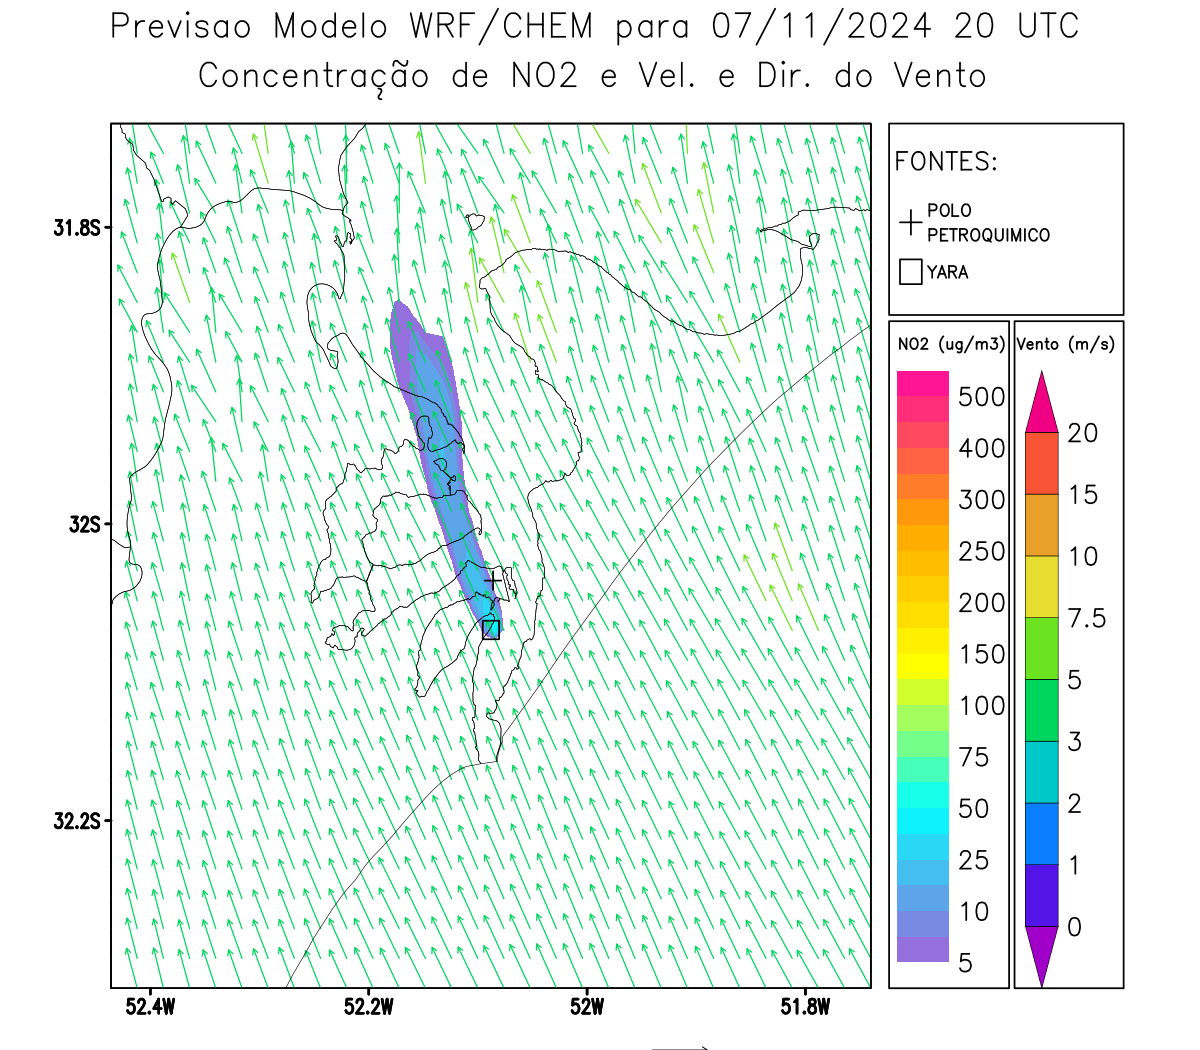 Previsao Modelo WRF/CHEM para 07/11/2024 20 UTC
Concentração de NO2 e Vel. e Dir. do Vento
FONTES:
POLO
PETROQUIMICO
YARA
NO2 (ug/m3)
500
400
300
250
200
150
100
75
50
25
10
5
Vento (m/s)
20
15
10
7.5
5
3
2
1
0
31.8S
32S
32.2S
52.4W
52.2W
52W
51.8W